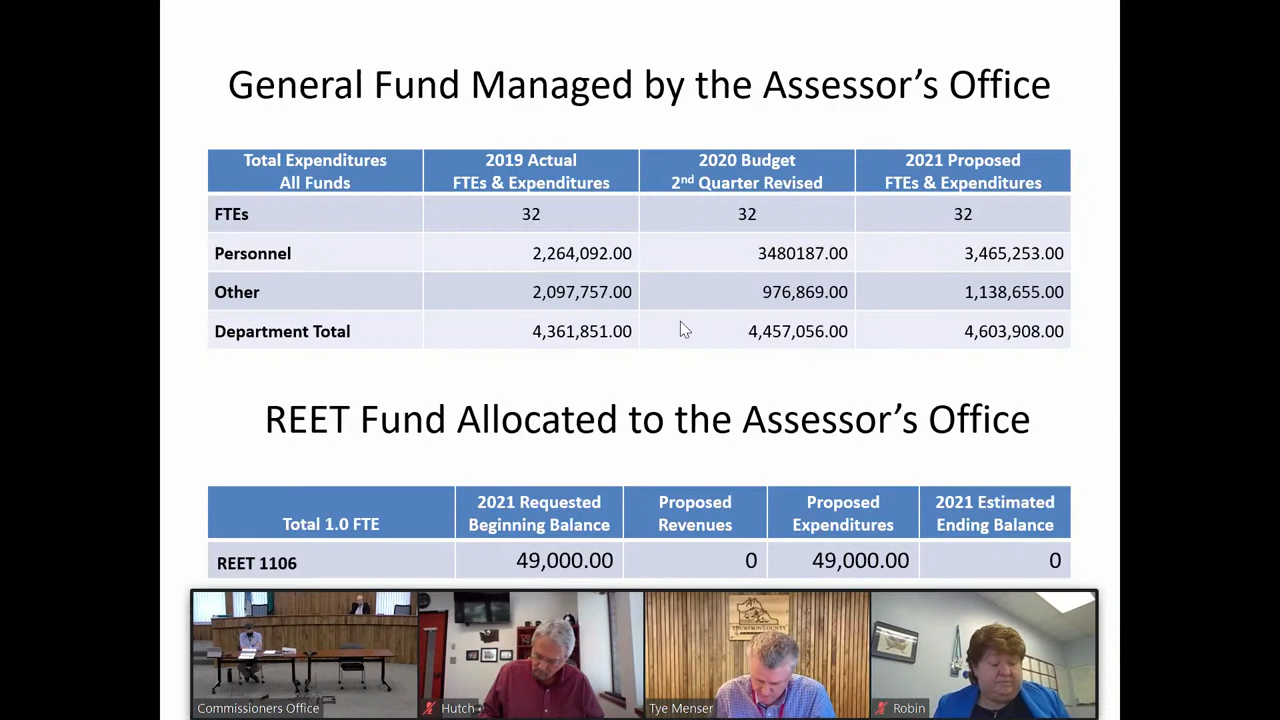 General Fund Managed by the Assessor's Office
Total Expenditures All Funds 2019 Actual FTEs & Expenditures 2020 Budget 2nd Quarter Revised 2021 Proposed FTEs & Expenditures
FTEs 32 32 32
Personnel 2,264,092.00 3480187.00 3,465,253.00
Other 2,097,757.00 976,869.00 1,138,655.00
Department Total 4,361,851.00 4,457,056.00 4,603,908.00
REET Fund Allocated to the Assessor's Office
Total 1.0 FTE 2021 Requested Beginning Balance Proposed Revenues Proposed Expenditures 2021 Estimated Ending Balance
REET 1106 49,000.00 0 49,000.00 0
THURSTON COUNTY
Commissioners Office Hutch Tye Menser Robin